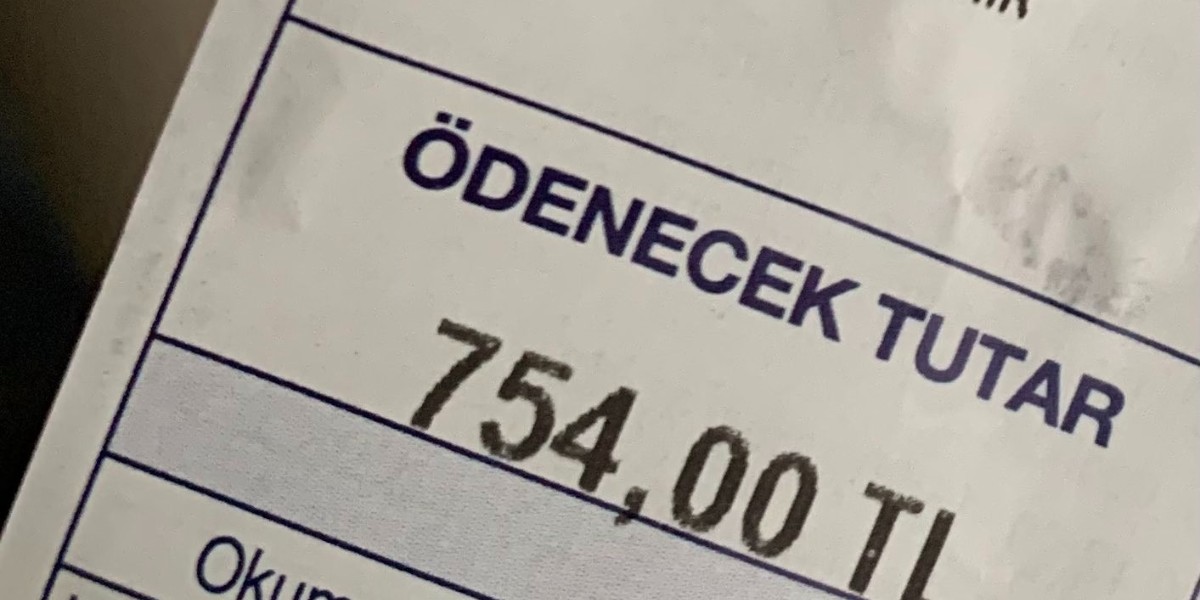 ÖDENECEK TUTAR
754,00 TL